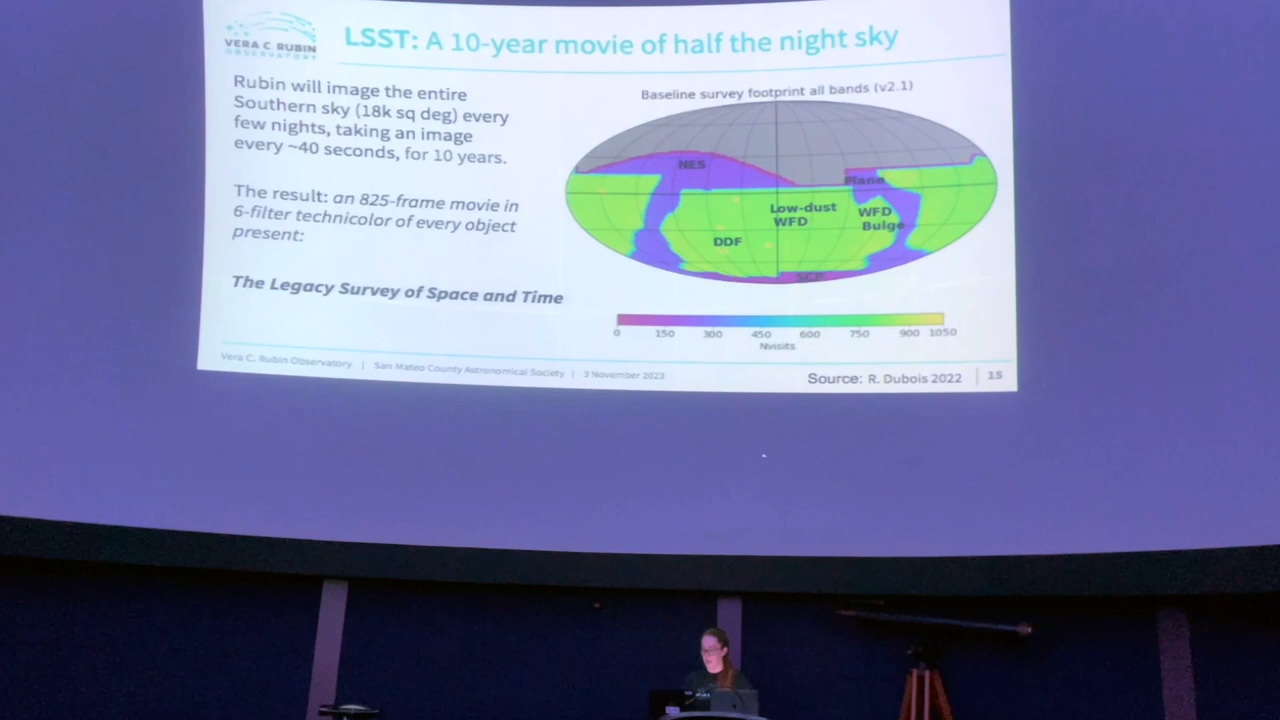 VERA C. RUBIN
OBSERVATORY
LSST: A 10-year movie of half the night sky
Rubin will image the entire
Southern sky (18k sq deg) every
few nights, taking an image
every ~40 seconds, for 10 years.
The result: an 825-frame movie in
6-filter technicolor of every object
present:
The Legacy Survey of Space and Time
Baseline survey footprint all bands (v2.1)
NES
Plane
Low-dust
WFD
WFD
Bulge
DDF
SCP
0 150 300 450 600 750 900 1050
Nvisits
Vera C. Rubin Observatory | San Mateo County Astronomical Society | 3 November 2023
Source: R. Dubois 2022 | 15